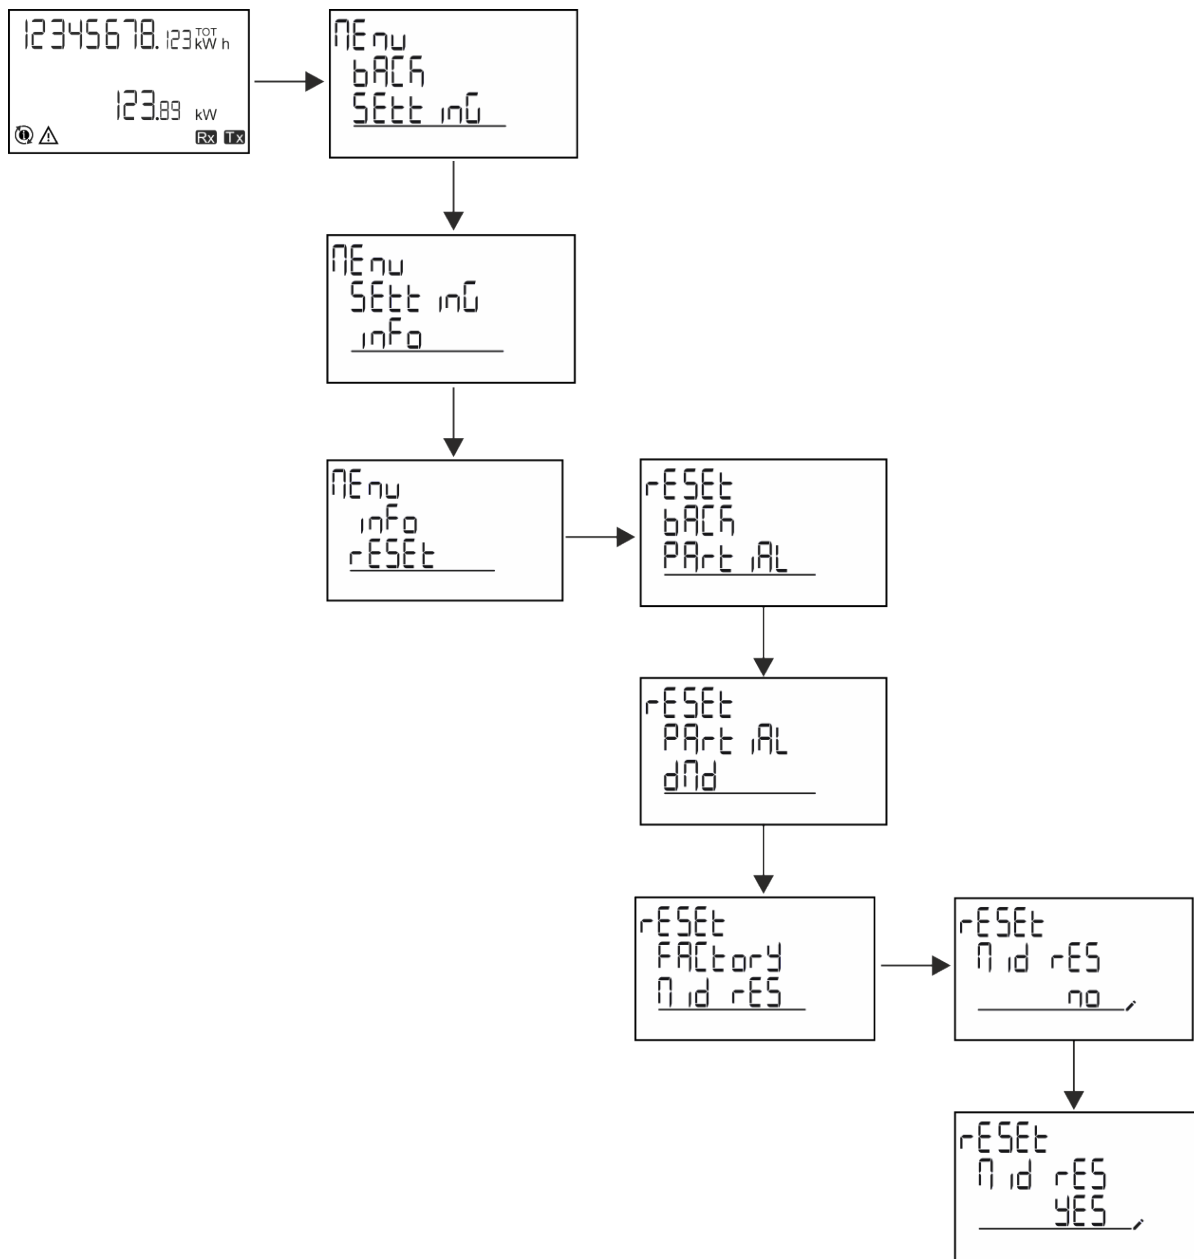 12345678.123 TOT kWh
123.89 kW
Rx Tx
MEnu
bACk
SEttinG
MEnu
SEttinG
inFo
MEnu
inFo
rESEt
rESEt
bACk
PArtiAL
rESEt
PArtiAL
dMd
rESEt
FACtorY
Mid rES
rESEt
Mid rES
no
rESEt
Mid rES
YES